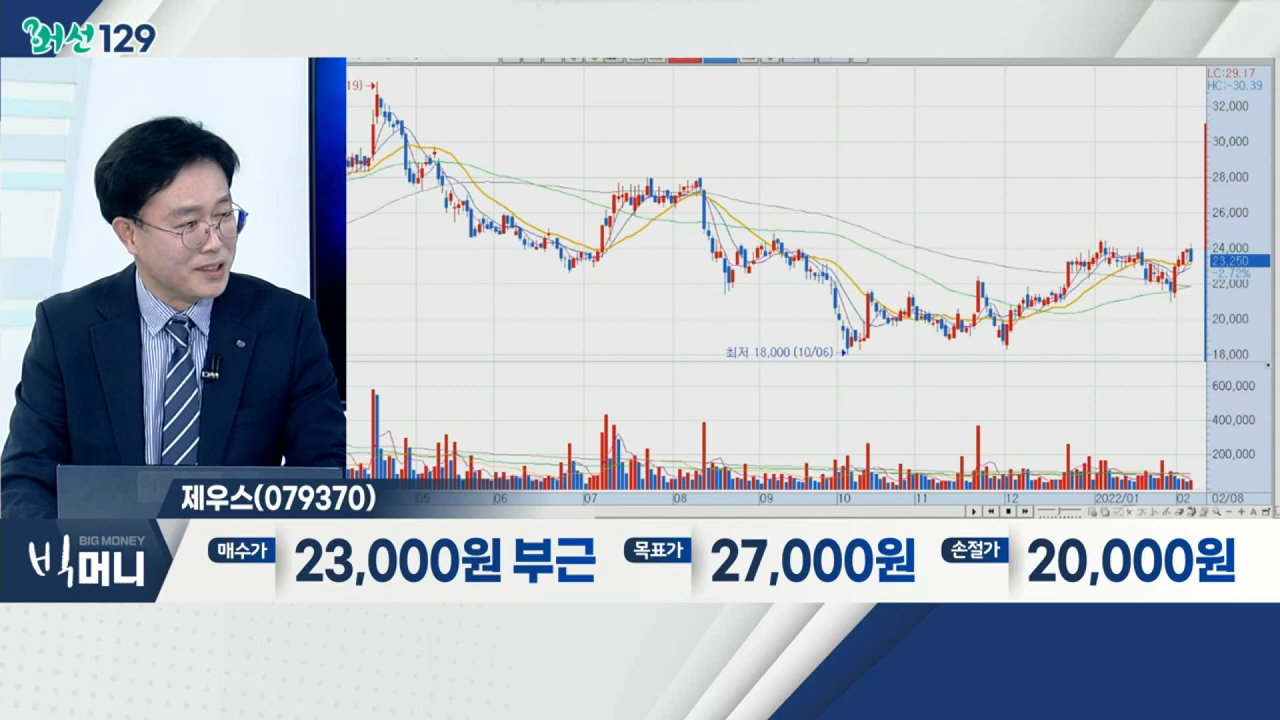 머선129
19)
LC:29.17
HC:-30.39
32,000
30,000
28,000
26,000
24,000
23,250
-2.72%
22,000
20,000
18,000
최저 18,000 (10/06)
600,000
400,000
200,000
05 06 07 08 09 10 11 12 2022/01 02 02/08
제우스(079370)
BIG MONEY
빅머니
매수가 23,000원 부근 목표가 27,000원 손절가 20,000원